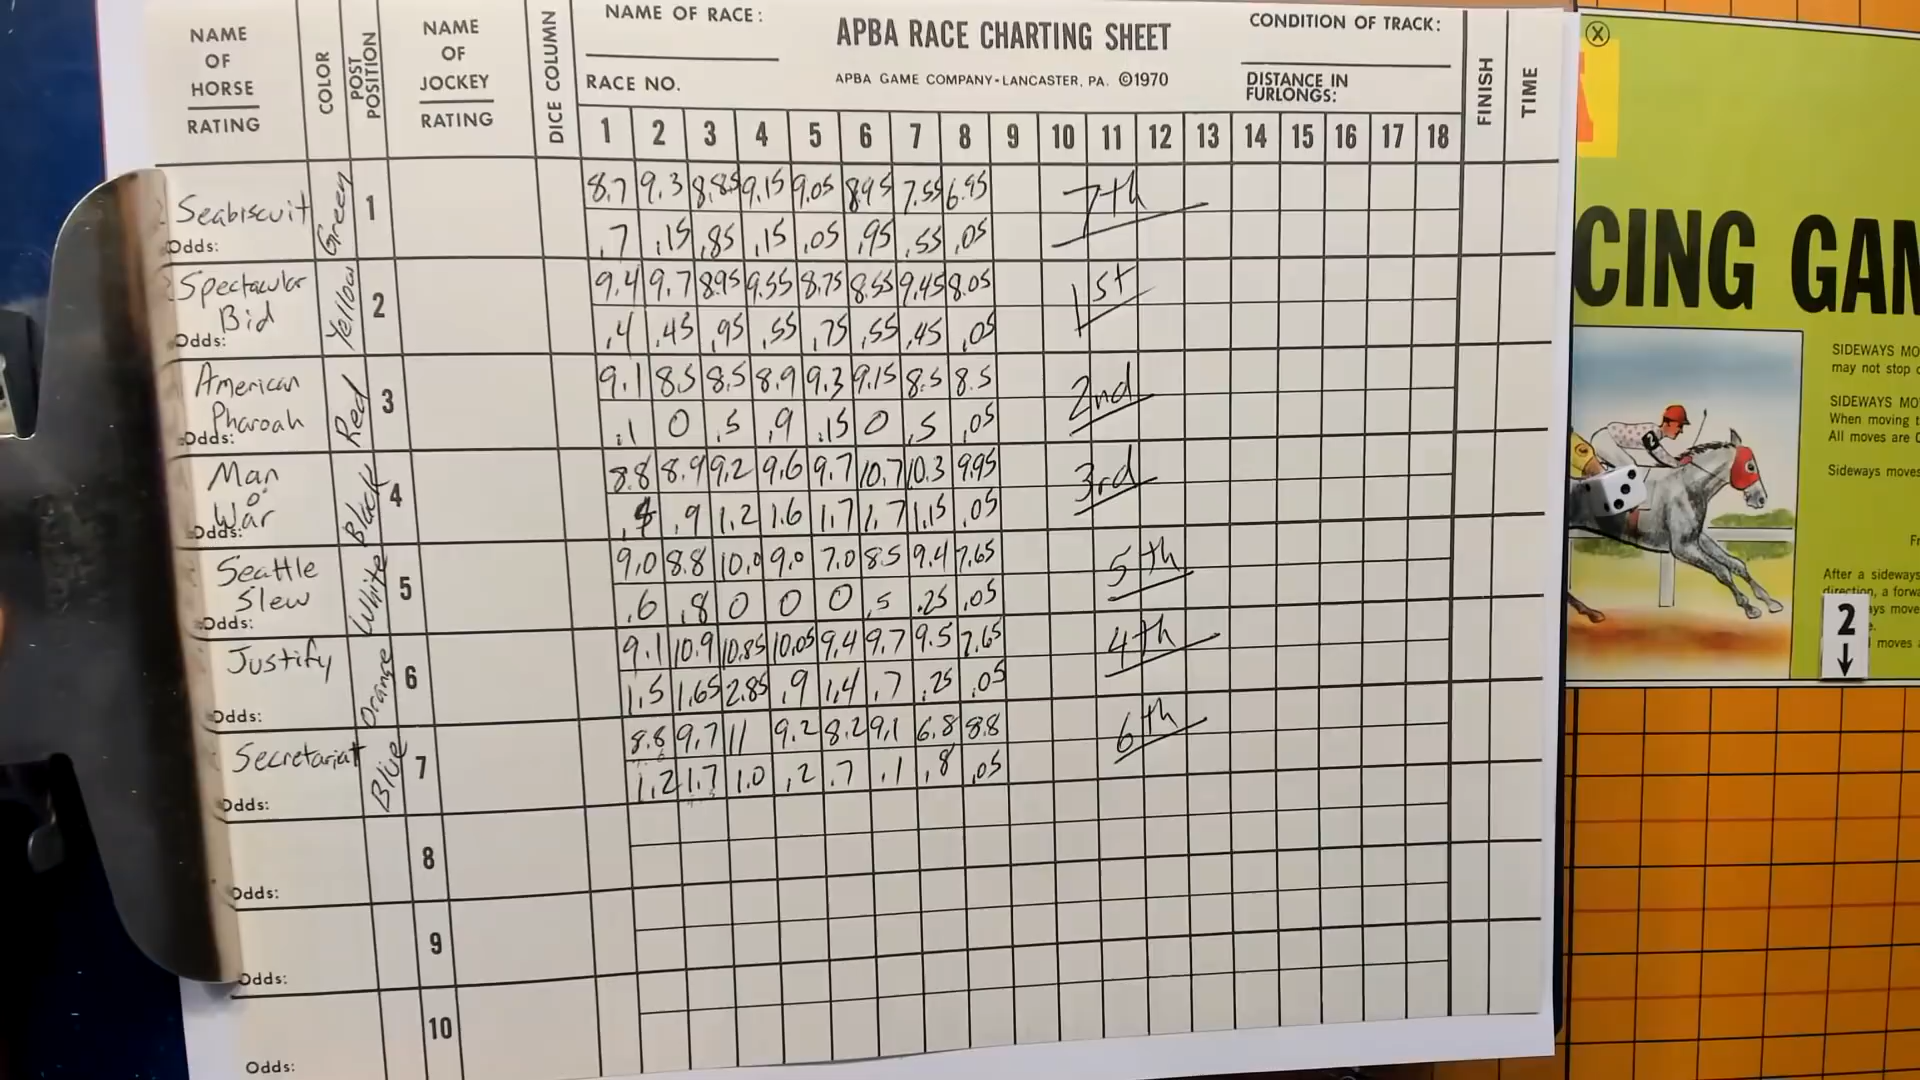 NAME OF HORSE
RATING
COLOR
POST POSITION
NAME OF JOCKEY
RATING
DICE COLUMN
NAME OF RACE:
APBA RACE CHARTING SHEET
CONDITION OF TRACK:
RACE NO.
APBA GAME COMPANY - LANCASTER, PA. ©1970
DISTANCE IN FURLONGS:
FINISH
TIME
1 2 3 4 5 6 7 8 9 10 11 12 13 14 15 16 17 18
Seabiscuit Green 1 8.7 9.3 8.85 9.15 9.05 8.95 7.55 6.95 7th
Odds: .7 .15 .85 .15 .05 .95 .55 .05
Spectacular Bid Yellow 2 9.4 9.7 8.95 9.55 8.75 8.55 9.45 8.05 1st
Odds: .4 .45 .95 .55 .75 .55 .45 .05
American Pharoah Red 3 9.1 8.5 8.5 8.9 9.3 9.15 8.5 8.5 2nd
Odds: .1 0 .5 .9 .15 0 .5 .05
Man o' War Black 4 8.8 8.9 9.2 9.6 9.7 10.7 10.3 9.95 3rd
Odds: .9 1.2 1.6 1.7 1.7 1.15 .05
Seattle Slew White 5 9.0 8.8 10.0 9.0 7.0 8.5 9.4 7.65 5th
Odds: .6 .8 0 0 0 .5 .25 .05
Justify Orange 6 9.1 10.9 10.85 10.05 9.4 9.7 9.5 7.65 4th
Odds: 1.5 1.65 2.85 .9 1.4 .7 .25 .05
Secretariat Blue 7 8.8 9.7 11 9.2 8.2 9.1 6.8 8.8 6th
Odds: 1.2 1.7 1.0 .2 .7 .1 .8 .05
8
Odds:
9
Odds:
10
Odds:
X
CING GAM
SIDEWAYS MO
may not stop
SIDEWAYS MO
When moving
All moves are
Sideways moves
After a sideways
direction, a forwa
moves
2
2